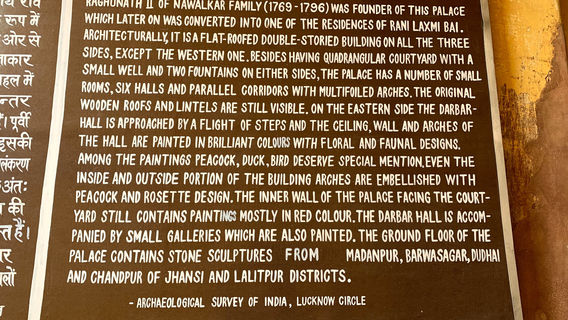 RAGHUNATH II OF NAWALKAR FAMILY (1769-1796) WAS FOUNDER OF THIS PALACE
WHICH LATER ON WAS CONVERTED INTO ONE OF THE RESIDENCES OF RANI LAXMI BAI.
ARCHITECTURALLY, IT IS A FLAT-ROOFED DOUBLE-STORIED BUILDING ON ALL THE THREE
SIDES, EXCEPT THE WESTERN ONE. BESIDES HAVING QUADRANGULAR COURTYARD WITH A
SMALL WELL AND TWO FOUNTAINS ON EITHER SIDES, THE PALACE HAS A NUMBER OF SMALL
ROOMS, SIX HALLS AND PARALLEL CORRIDORS WITH MULTIFOILED ARCHES. THE ORIGINAL
WOODEN ROOFS AND LINTELS ARE STILL VISIBLE. ON THE EASTERN SIDE THE DARBAR-
HALL IS APPROACHED BY A FLIGHT OF STEPS AND THE CEILING, WALL AND ARCHES OF
THE HALL ARE PAINTED IN BRILLIANT COLOURS WITH FLORAL AND FAUNAL DESIGNS.
AMONG THE PAINTINGS PEACOCK, DUCK, BIRD DESERVE SPECIAL MENTION. EVEN THE
INSIDE AND OUTSIDE PORTION OF THE BUILDING ARCHES ARE EMBELLISHED WITH
PEACOCK AND ROSETTE DESIGN. THE INNER WALL OF THE PALACE FACING THE COURT-
YARD STILL CONTAINS PAINTINGS MOSTLY IN RED COLOUR. THE DARBAR HALL IS ACCOM-
PANIED BY SMALL GALLERIES WHICH ARE ALSO PAINTED. THE GROUND FLOOR OF THE
PALACE CONTAINS STONE SCULPTURES FROM MADANPUR, BARWASAGAR, DUDHAI
AND CHANDPUR OF JHANSI AND LALITPUR DISTRICTS.
- ARCHAEOLOGICAL SURVEY OF INDIA, LUCKNOW CIRCLE
राव
रूप में
ओर से
महल में
इसकी
की
हैं।